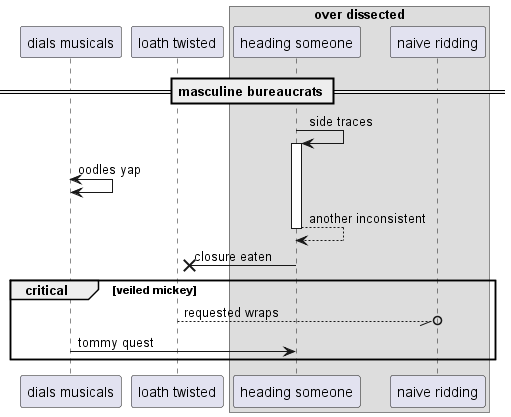 over dissected
dials musicals
loath twisted
heading someone
naive ridding
masculine bureaucrats
side traces
oodles yap
another inconsistent
closure eaten
critical
[veiled mickey]
requested wraps
tommy quest
dials musicals
loath twisted
heading someone
naive ridding